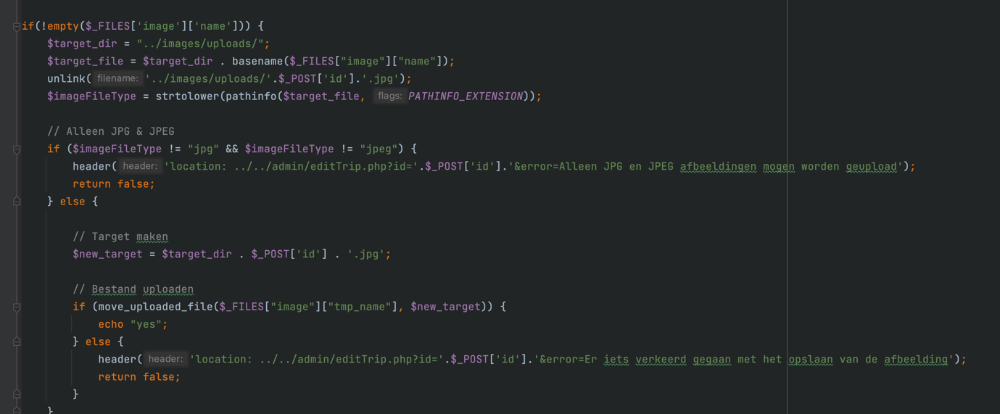 if(!empty($_FILES['image']['name'])) {
$target_dir = "../images/uploads/";
$target_file = $target_dir . basename($_FILES["image"]["name"]);
unlink( filename: '../images/uploads/'.$_POST['id'].'.jpg');
$imageFileType = strtolower(pathinfo($target_file, flags: PATHINFO_EXTENSION));
// Alleen JPG & JPEG
if ($imageFileType != "jpg" && $imageFileType != "jpeg") {
header( header: 'location: ../../admin/editTrip.php?id='.$_POST['id'].'&error=Alleen JPG en JPEG afbeeldingen mogen worden geupload');
return false;
} else {
// Target maken
$new_target = $target_dir . $_POST['id'] . '.jpg';
// Bestand uploaden
if (move_uploaded_file($_FILES["image"]["tmp_name"], $new_target)) {
echo "yes";
} else {
header( header: 'location: ../../admin/editTrip.php?id='.$_POST['id'].'&error=Er iets verkeerd gegaan met het opslaan van de afbeelding');
return false;
}
}